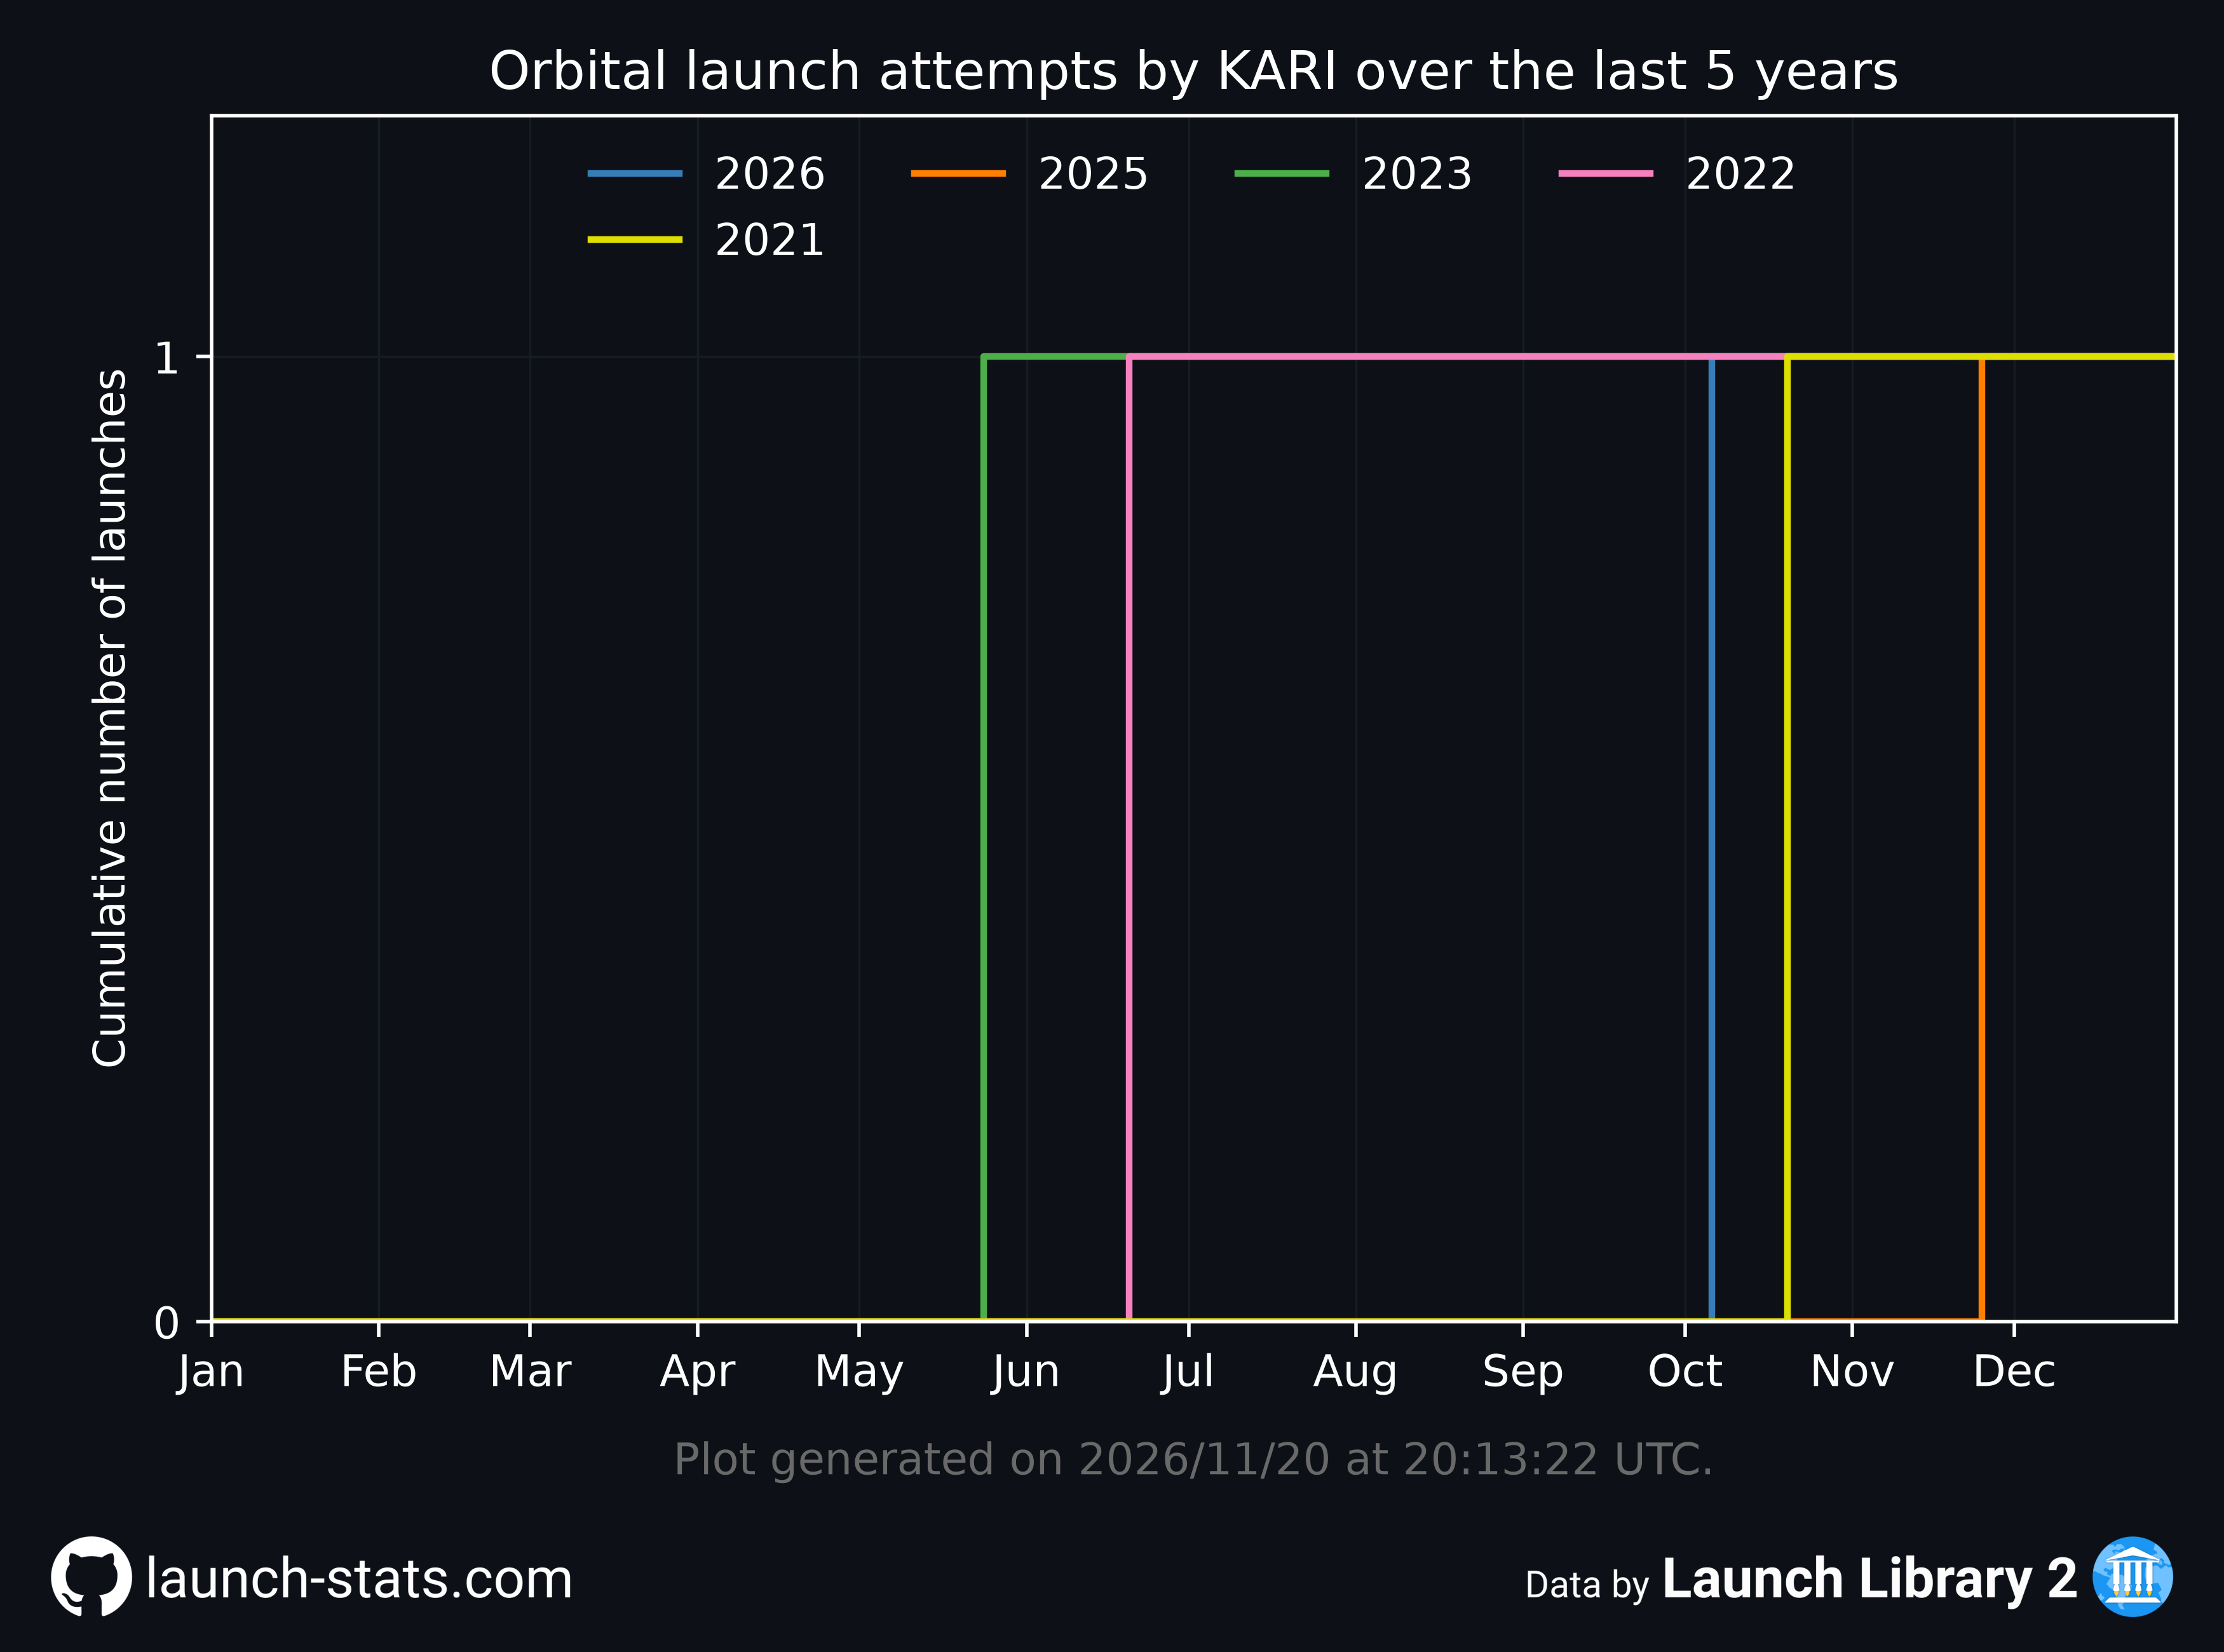 Orbital launch attempts by KARI over the last 5 years
2026 2025 2023 2022
2021
Cumulative number of launches
1
0
Jan Feb Mar Apr May Jun Jul Aug Sep Oct Nov Dec
Plot generated on 2026/11/20 at 20:13:22 UTC.
launch-stats.com
Data by Launch Library 2